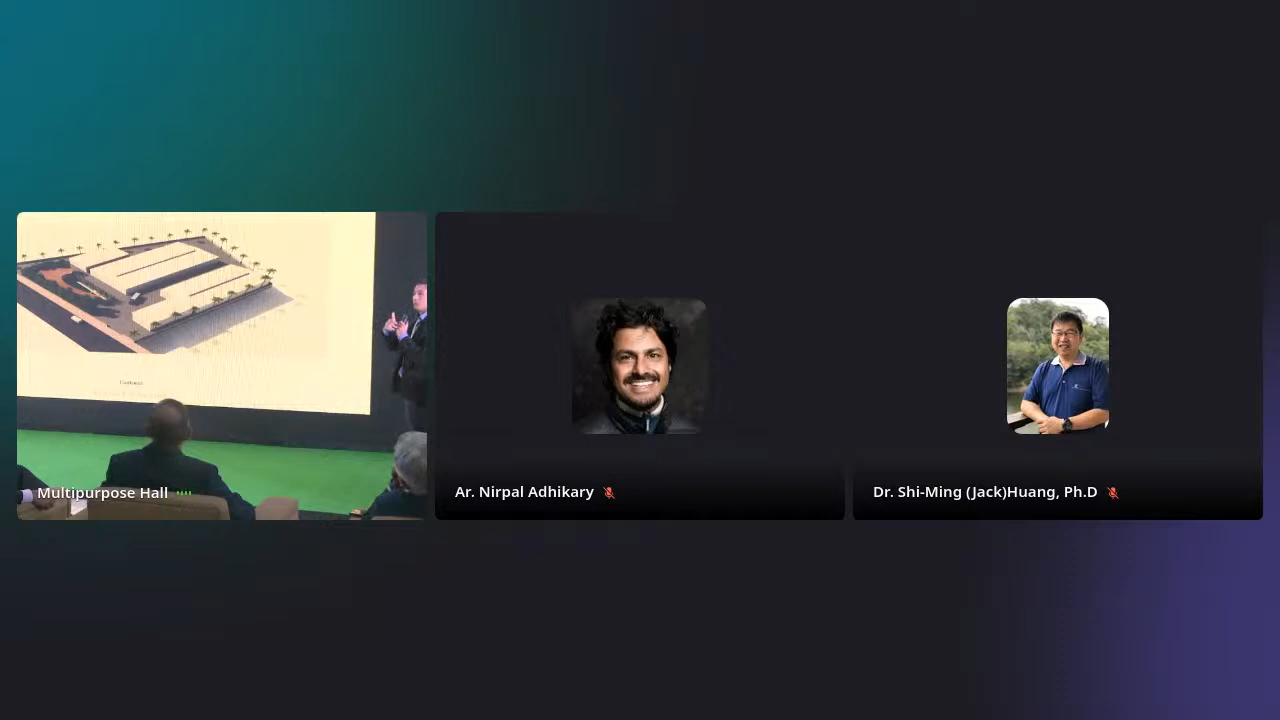 Multipurpose Hall
Ar. Nirpal Adhikary
Dr. Shi-Ming (Jack)Huang, Ph.D